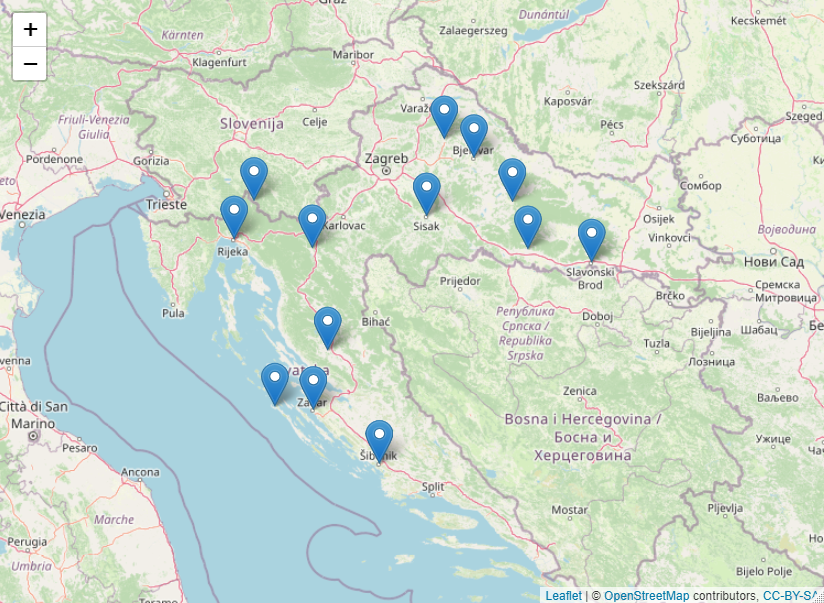 +
−
Graz
Dunántúl
Kecskemét
Zalaegerszeg
Kärnten
Maribor
Klagenfurt
Kaposvár
Szekszárd
Szeged
Friuli-Venezia
Giulia
Slovenija
Celje
Varaž
Pécs
Суботица
Pordenone
Gorizia
Zagreb
Bjelovar
Сомбор
Trieste
Venezia
Karlovac
Sisak
Osijek
Vinkovci
Војводина
Rijeka
Нови Сад
Slavonski
Brod
Prijedor
Brčko
Сремска
Митровица
Pula
Bihać
Република
Српска /
Republika
Srpska
Doboj
Bijeljina
Шабац
Tuzla
Лозница
venna
Hrvatska
Zadar
Zenica
Ваљево
Città di San
Marino
Bosna i Hercegovina /
Босна и
Херцеговина
Ужице
Pesaro
Šibenik
Ancona
Split
Mostar
Pljevlja
Marche
Perugia
Umbria
Bijelo Polje
Teramo
Leaflet | © OpenStreetMap contributors, CC-BY-SA